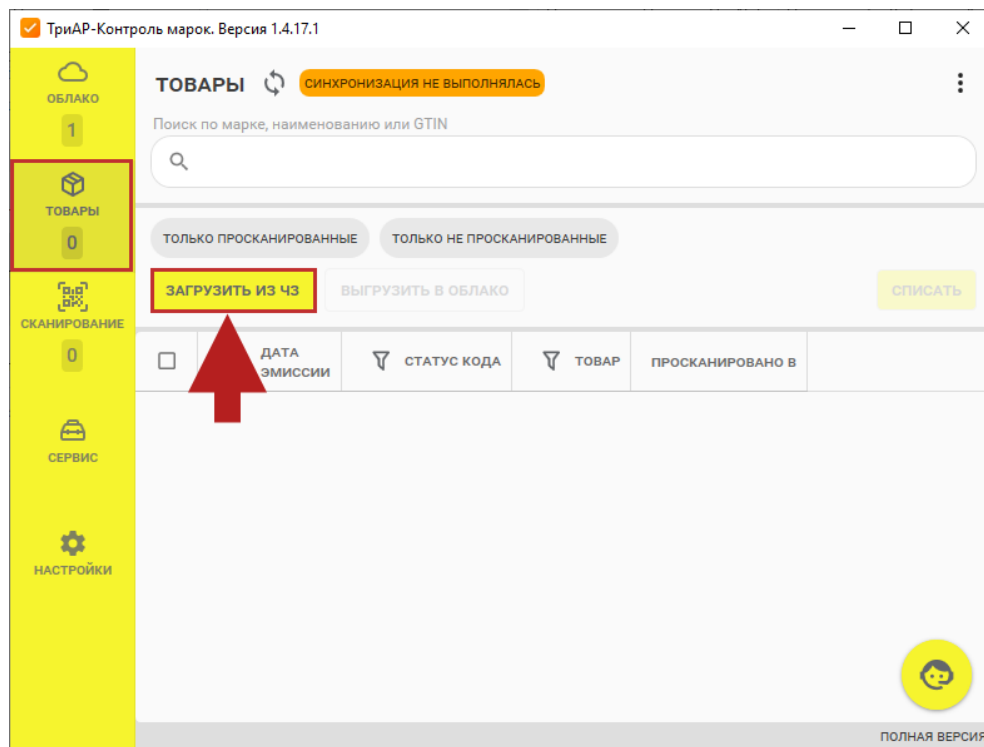 ТриАР-Контроль марок. Версия 1.4.17.1
ОБЛАКО
1
ТОВАРЫ
0
СКАНИРОВАНИЕ
0
СЕРВИС
НАСТРОЙКИ
ТОВАРЫ СИНХРОНИЗАЦИЯ НЕ ВЫПОЛНЯЛАСЬ
Поиск по марке, наименованию или GTIN
ТОЛЬКО ПРОСКАНИРОВАННЫЕ ТОЛЬКО НЕ ПРОСКАНИРОВАННЫЕ
ЗАГРУЗИТЬ ИЗ ЧЗ ВЫГРУЗИТЬ В ОБЛАКО СПИСАТЬ
ДАТА
ЭМИССИИ
СТАТУС КОДА ТОВАР ПРОСКАНИРОВАНО В
ПОЛНАЯ ВЕРСИЯ